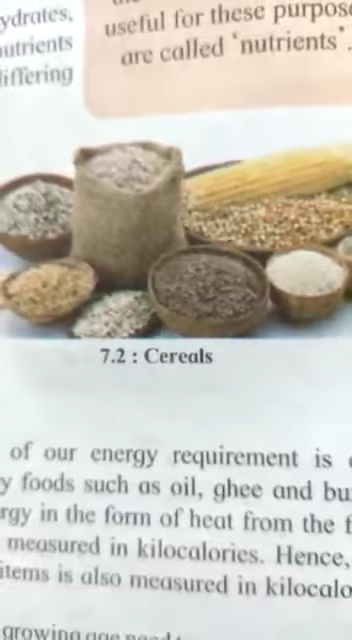 ydrates,
nutrients
differing
useful for these purpose
are called 'nutrients'.
7.2 : Cereals
of our energy requirement is
y foods such as oil, ghee and bu
rgy in the form of heat from the f
measured in kilocalories. Hence,
items is also measured in kilocalo
growing age need